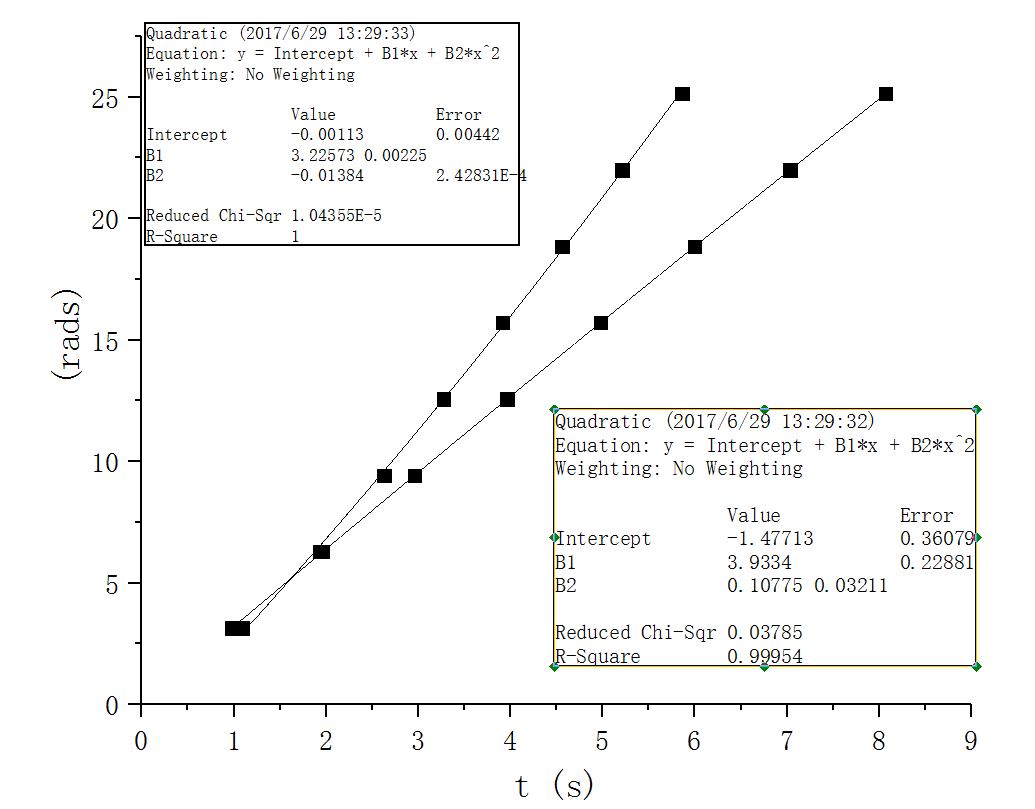 Quadratic (2017/6/29 13:29:33)
Equation: y = Intercept + B1*x + B2*x^2
Weighting: No Weighting
Value Error
Intercept -0.00113 0.00442
B1 3.22573 0.00225
B2 -0.01384 2.42831E-4
Reduced Chi-Sqr 1.04355E-5
R-Square 1
25
20
15
10
5
0
(rads)
Quadratic (2017/6/29 13:29:32)
Equation: y = Intercept + B1*x + B2*x^2
Weighting: No Weighting
Value Error
Intercept -1.47713 0.36079
B1 3.9334 0.22881
B2 0.10775 0.03211
Reduced Chi-Sqr 0.03785
R-Square 0.99954
0 1 2 3 4 5 6 7 8 9
t (s)